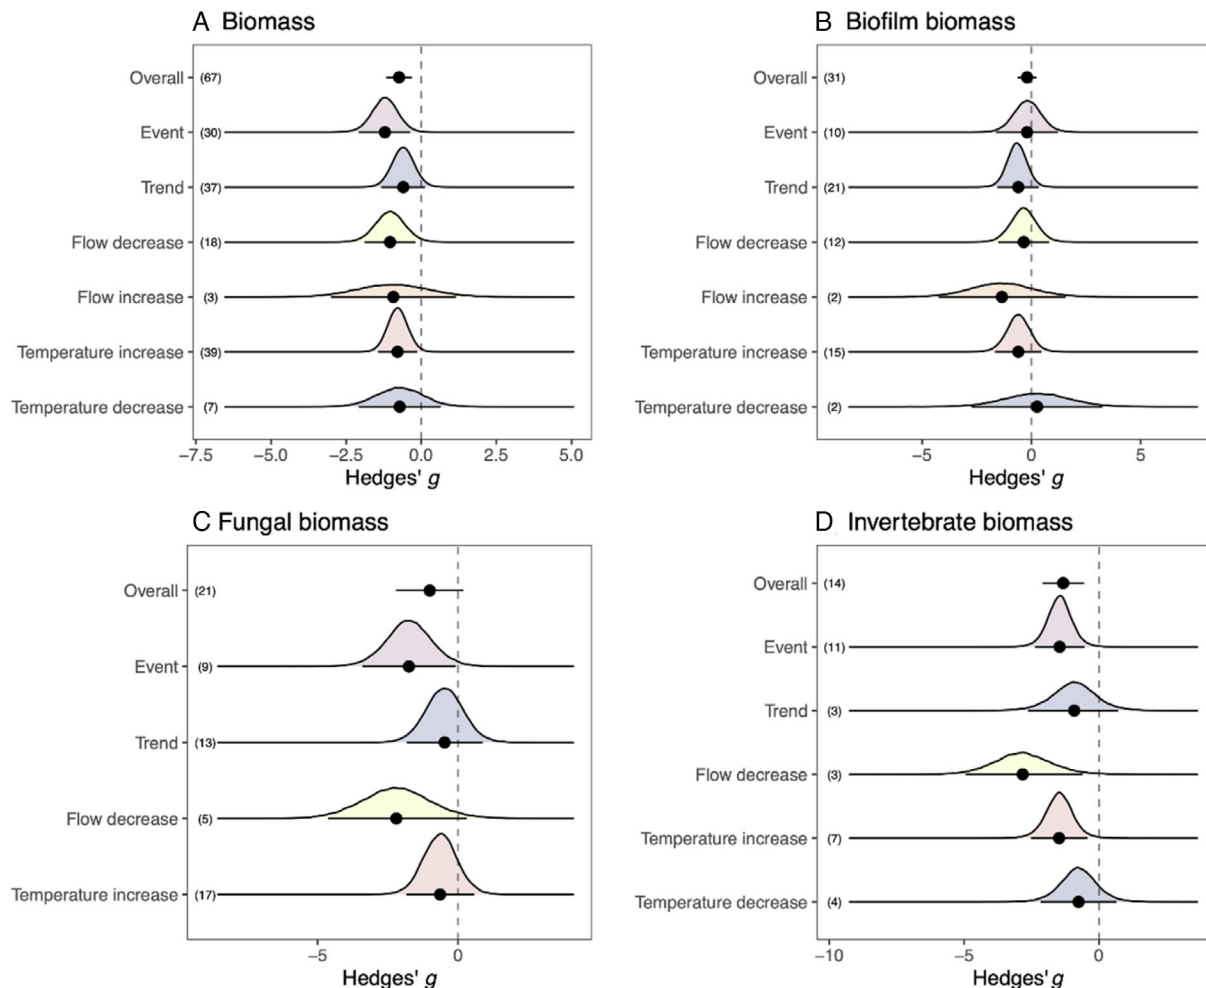 A Biomass
Overall (67)
Event (30)
Trend (37)
Flow decrease (18)
Flow increase (3)
Temperature increase (39)
Temperature decrease (7)
−7.5 −5.0 −2.5 0.0 2.5 5.0
Hedges' g
B Biofilm biomass
Overall (31)
Event (10)
Trend (21)
Flow decrease (12)
Flow increase (2)
Temperature increase (15)
Temperature decrease (2)
−5 0 5
Hedges' g
C Fungal biomass
Overall (21)
Event (9)
Trend (13)
Flow decrease (5)
Temperature increase (17)
−5 0
Hedges' g
D Invertebrate biomass
Overall (14)
Event (11)
Trend (3)
Flow decrease (3)
Temperature increase (7)
Temperature decrease (4)
−10 −5 0
Hedges' g